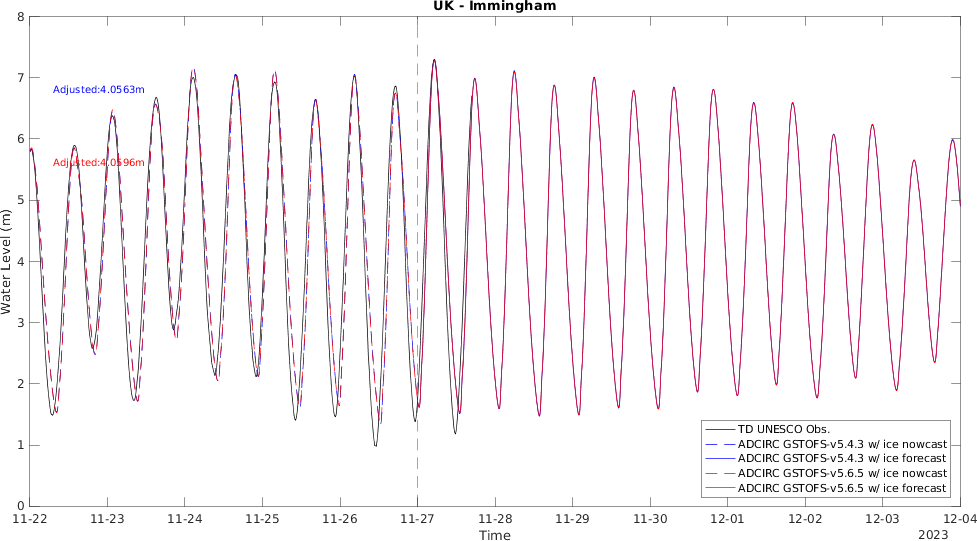 UK - Immingham
8
7
6
5
4
3
2
1
0
Water Level (m)
Adjusted:4.0563m
Adjusted:4.0596m
TD UNESCO Obs.
ADCIRC GSTOFS-v5.4.3 w/ ice nowcast
ADCIRC GSTOFS-v5.4.3 w/ ice forecast
ADCIRC GSTOFS-v5.6.5 w/ ice nowcast
ADCIRC GSTOFS-v5.6.5 w/ ice forecast
11-22 11-23 11-24 11-25 11-26 11-27 11-28 11-29 11-30 12-01 12-02 12-03 12-04
Time
2023